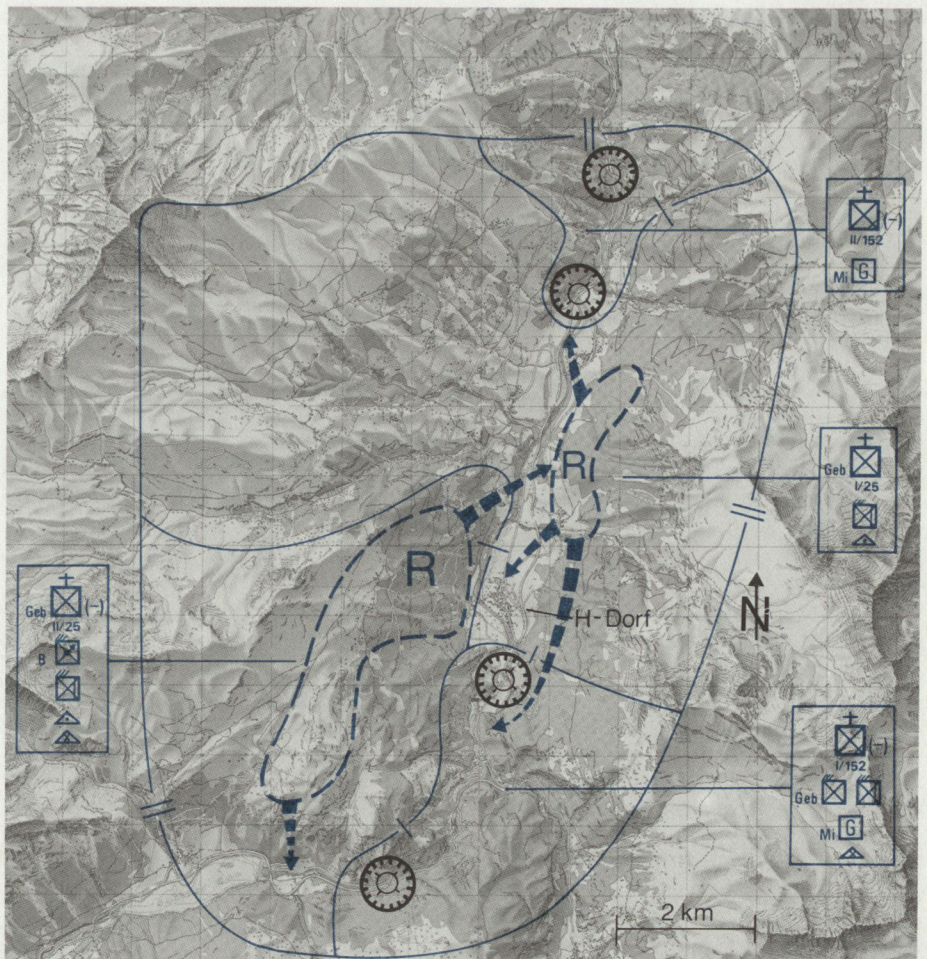 (-)
II/152
Mi G
R
Geb
I/25
R
N
Geb (-)
II/25
B
H-Dorf
(-)
I/152
Geb
Mi G
2 km